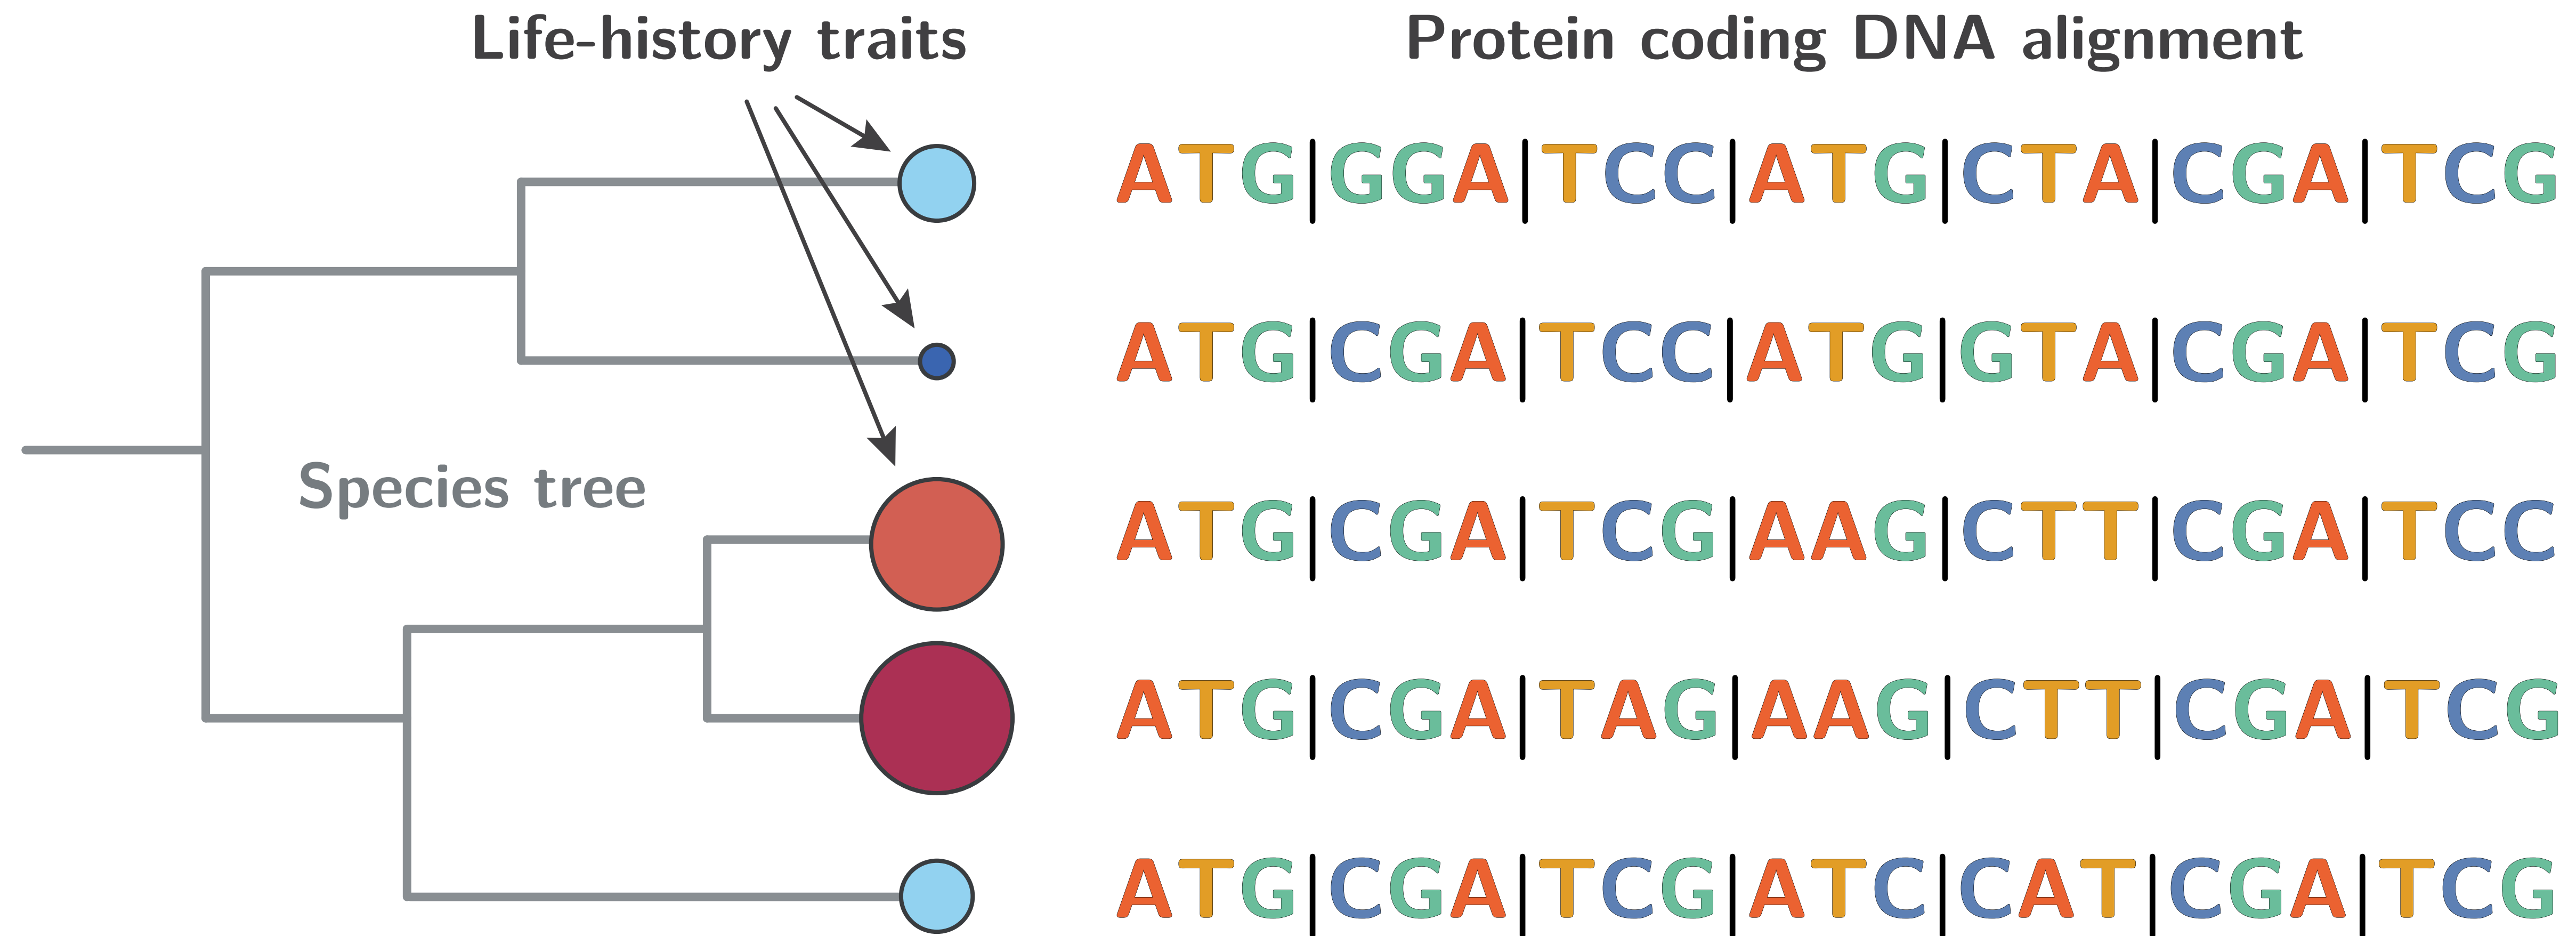 Life-history traits
Protein coding DNA alignment
ATG|GGA|TCC|ATG|CTA|CGA|TCG
ATG|CGA|TCC|ATG|GTA|CGA|TCG
Species tree
ATG|CGA|TCG|AAG|CTT|CGA|TCC
ATG|CGA|TAG|AAG|CTT|CGA|TCG
ATG|CGA|TCG|ATC|CAT|CGA|TCG